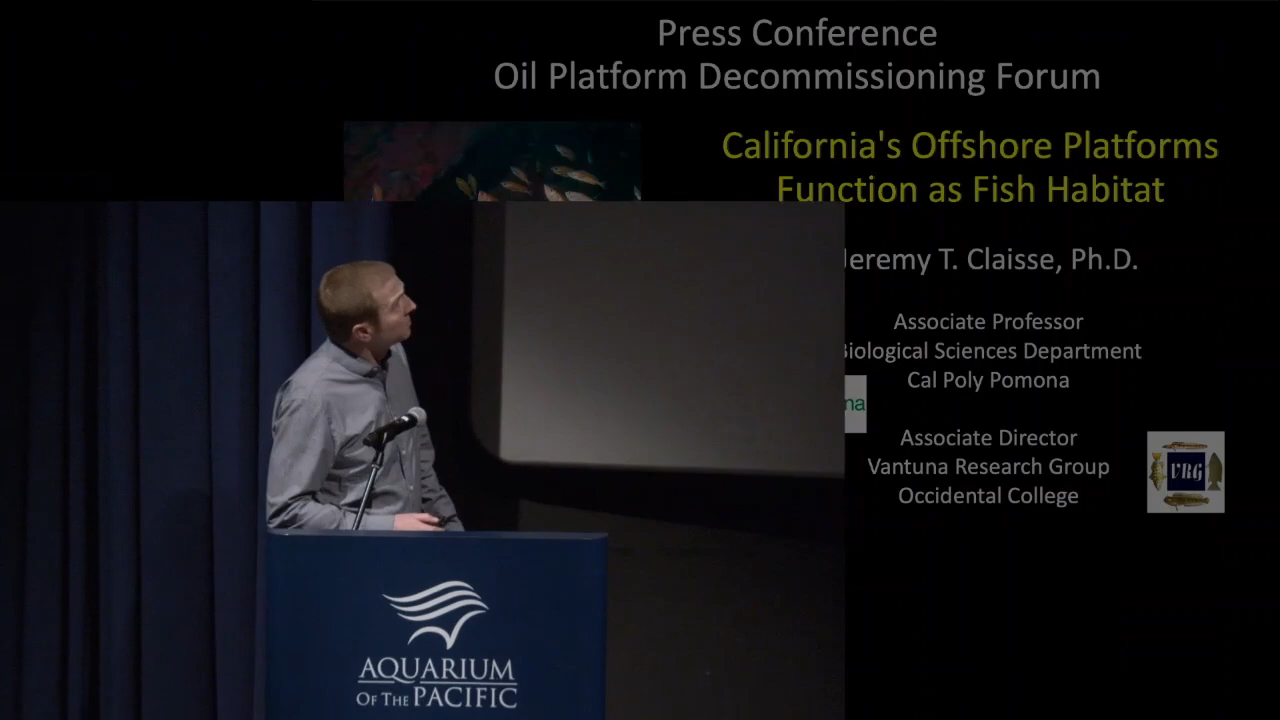 Press Conference
Oil Platform Decommissioning Forum
California's Offshore Platforms
Function as Fish Habitat
Jeremy T. Claisse, Ph.D.
Associate Professor
Biological Sciences Department
Cal Poly Pomona
na
Associate Director
Vantuna Research Group
Occidental College
VRG
AQUARIUM
OF THE PACIFIC